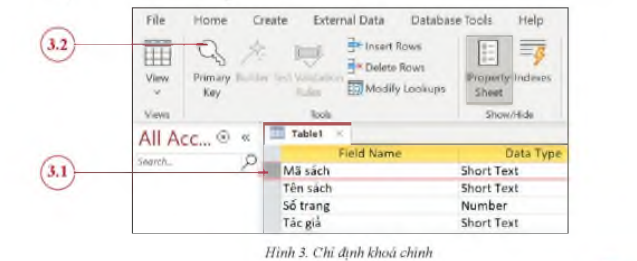 File Home Create External Data Database Tools Help
3.2
View
Primary Key
Builder
Test Validation Rules
Insert Rows
Delete Rows
Modify Lookups
Property Sheet
Indexes
Views
Tools
Show/Hide
All Acc...
Search...
Table1
Field Name Data Type
3.1
Mã sách Short Text
Tên sách Short Text
Số trang Number
Tác giả Short Text
Hình 3. Chỉ định khoá chính